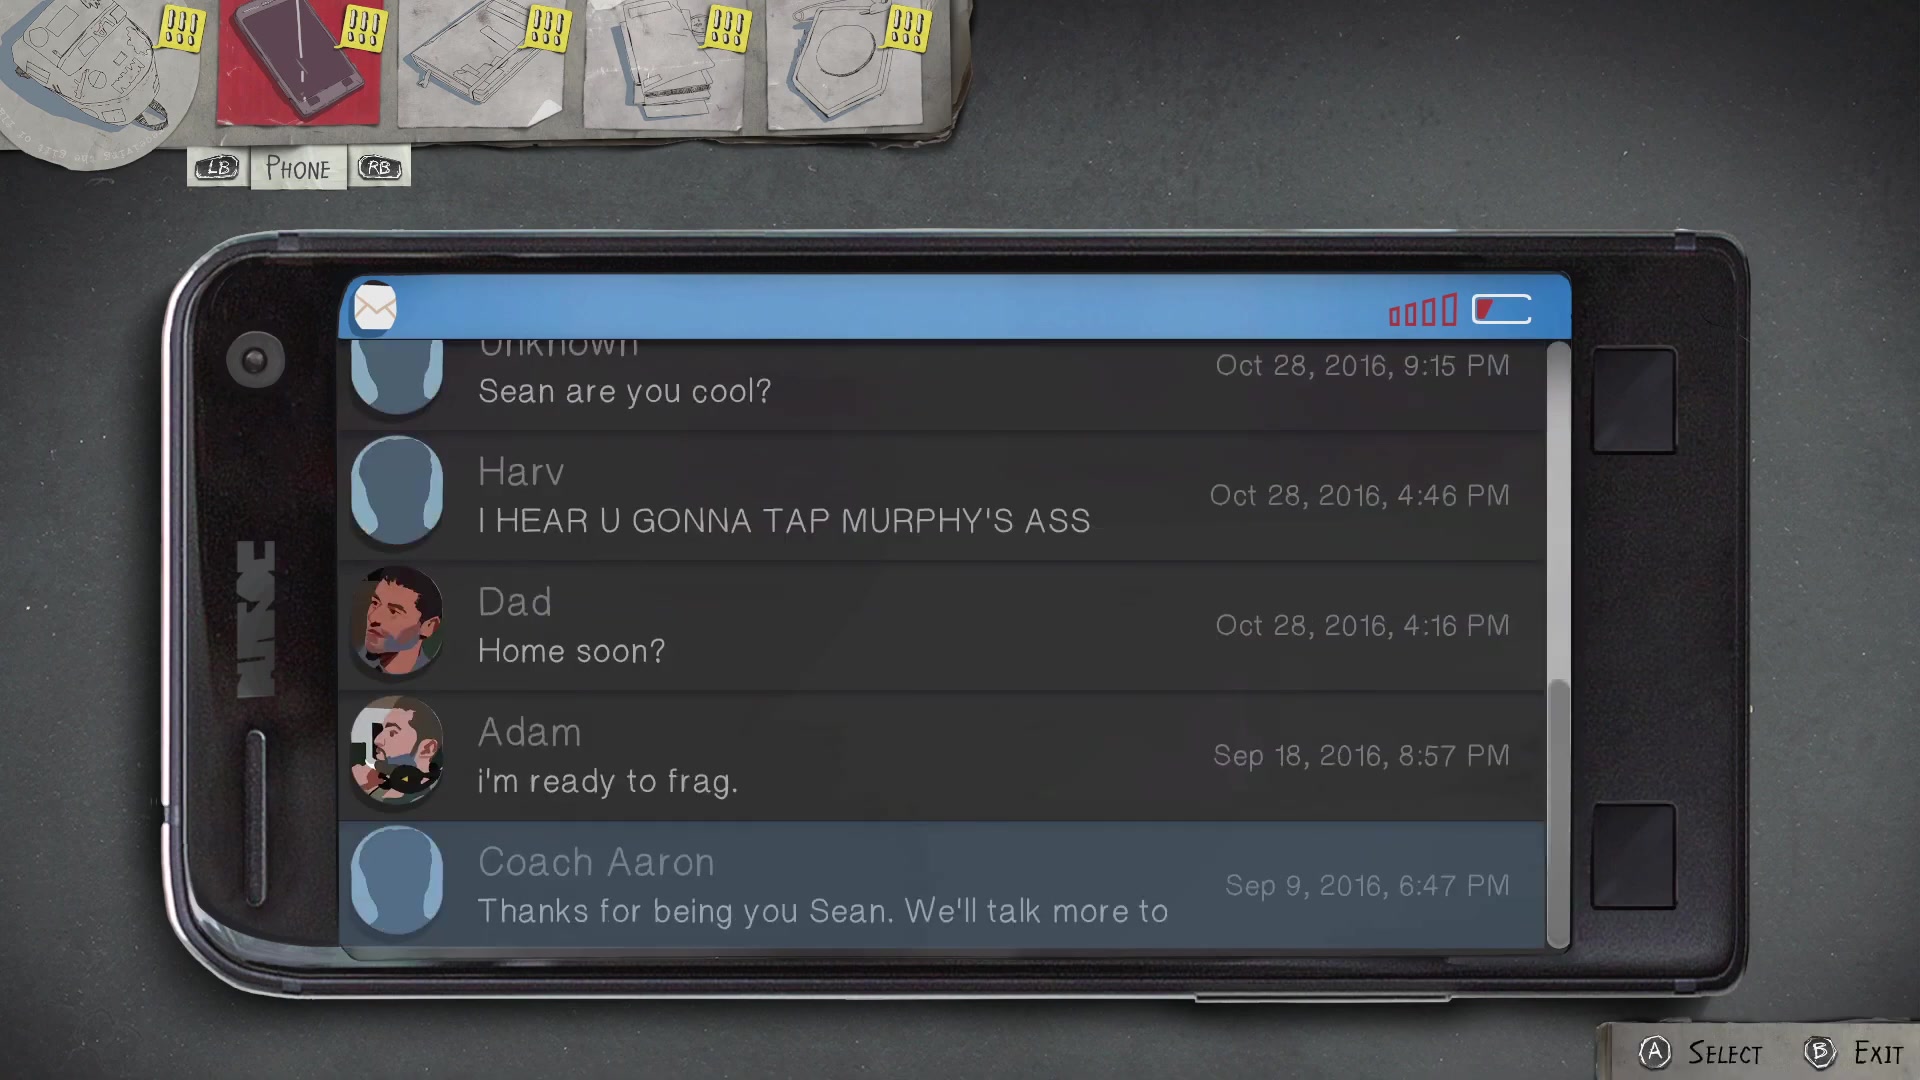 LB PHONE RB
Unknown
Sean are you cool?
Oct 28, 2016, 9:15 PM
Harv
I HEAR U GONNA TAP MURPHY'S ASS
Oct 28, 2016, 4:46 PM
Dad
Home soon?
Oct 28, 2016, 4:16 PM
Adam
i'm ready to frag.
Sep 18, 2016, 8:57 PM
Coach Aaron
Thanks for being you Sean. We'll talk more to
Sep 9, 2016, 6:47 PM
A SELECT B EXIT